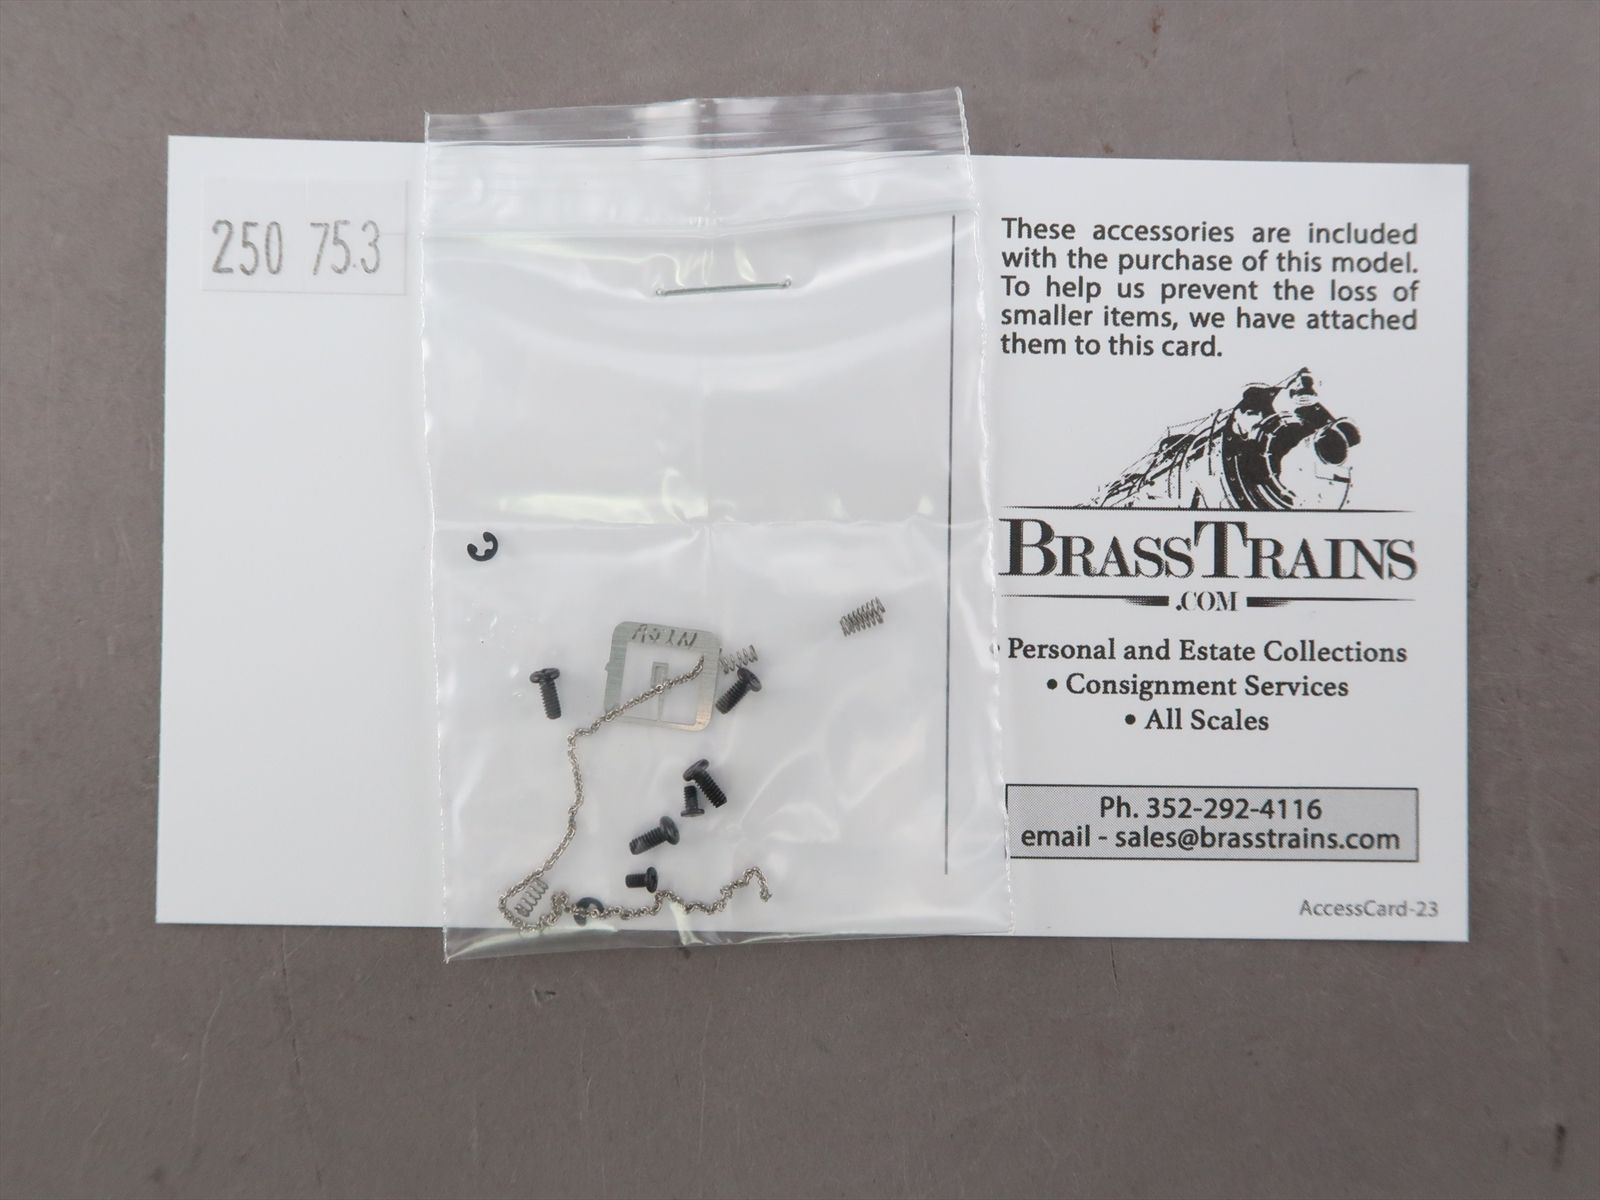 250 75.3
These accessories are included
with the purchase of this model.
To help us prevent the loss of
smaller items, we have attached
them to this card.
BRASSTRAINS
.COM
• Personal and Estate Collections
• Consignment Services
• All Scales
Ph. 352-292-4116
email - sales@brasstrains.com
AccessCard-23